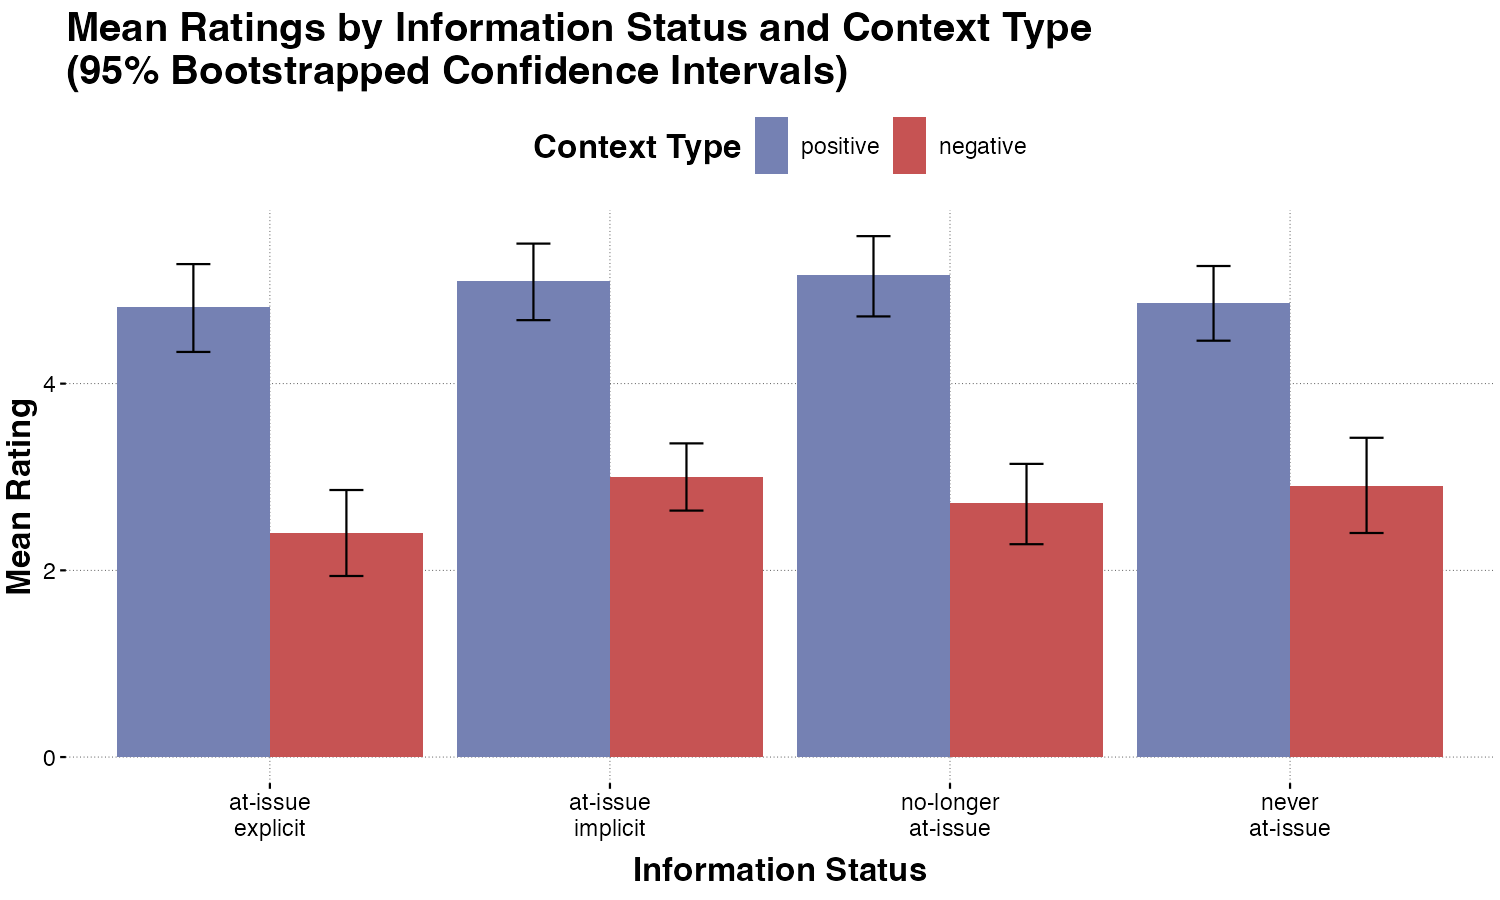 Mean Ratings by Information Status and Context Type
(95% Bootstrapped Confidence Intervals)
Context Type positive negative
Mean Rating
4
2
0
at-issue explicit
at-issue implicit
no-longer at-issue
never at-issue
Information Status